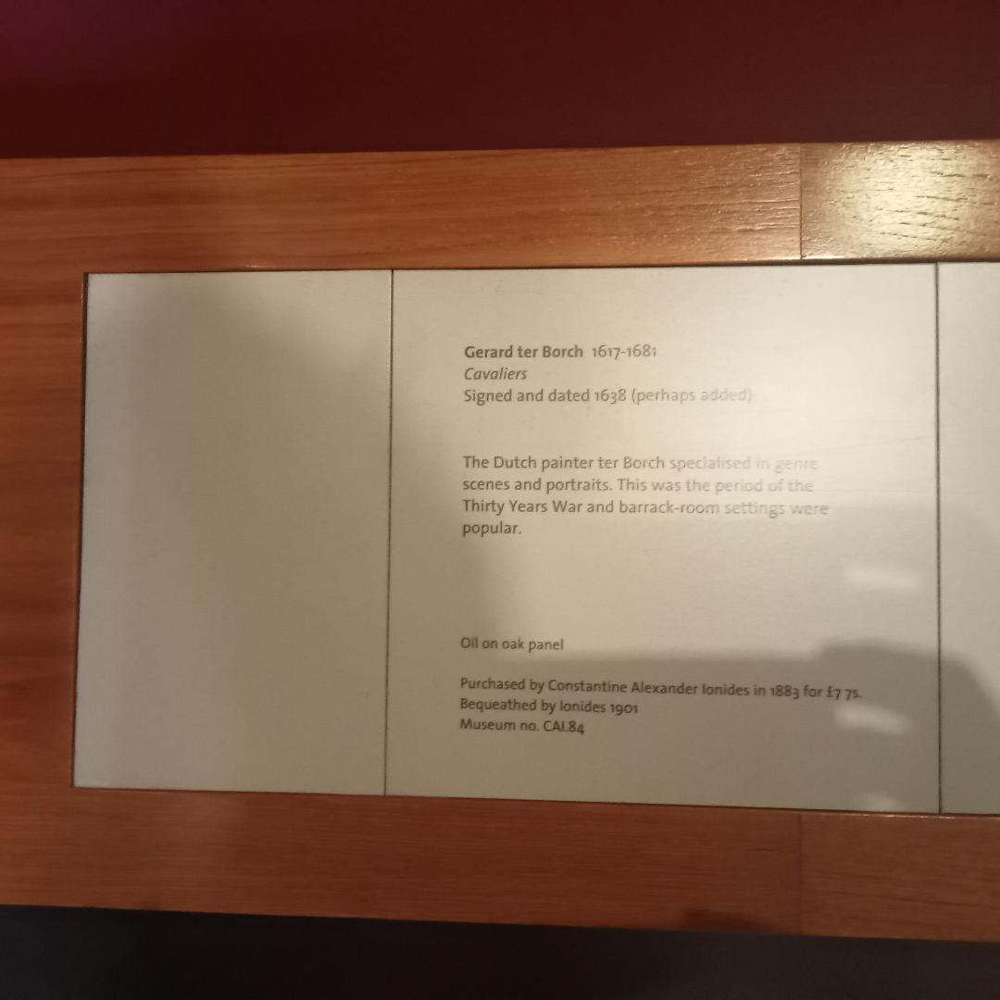 Gerard ter Borch 1617-1681
Cavaliers
Signed and dated 1638 (perhaps added)
The Dutch painter ter Borch specialised in genre
scenes and portraits. This was the period of the
Thirty Years War and barrack-room settings were
popular.
Oil on oak panel
Purchased by Constantine Alexander Ionides in 1883 for £7 7s.
Bequeathed by Ionides 1901
Museum no. CAI.84